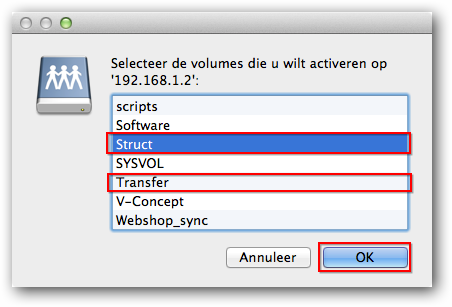 Selecteer de volumes die u wilt activeren op
'192.168.1.2':
scripts
Software
Struct
SYSVOL
Transfer
V-Concept
Webshop_sync
Annuleer
OK